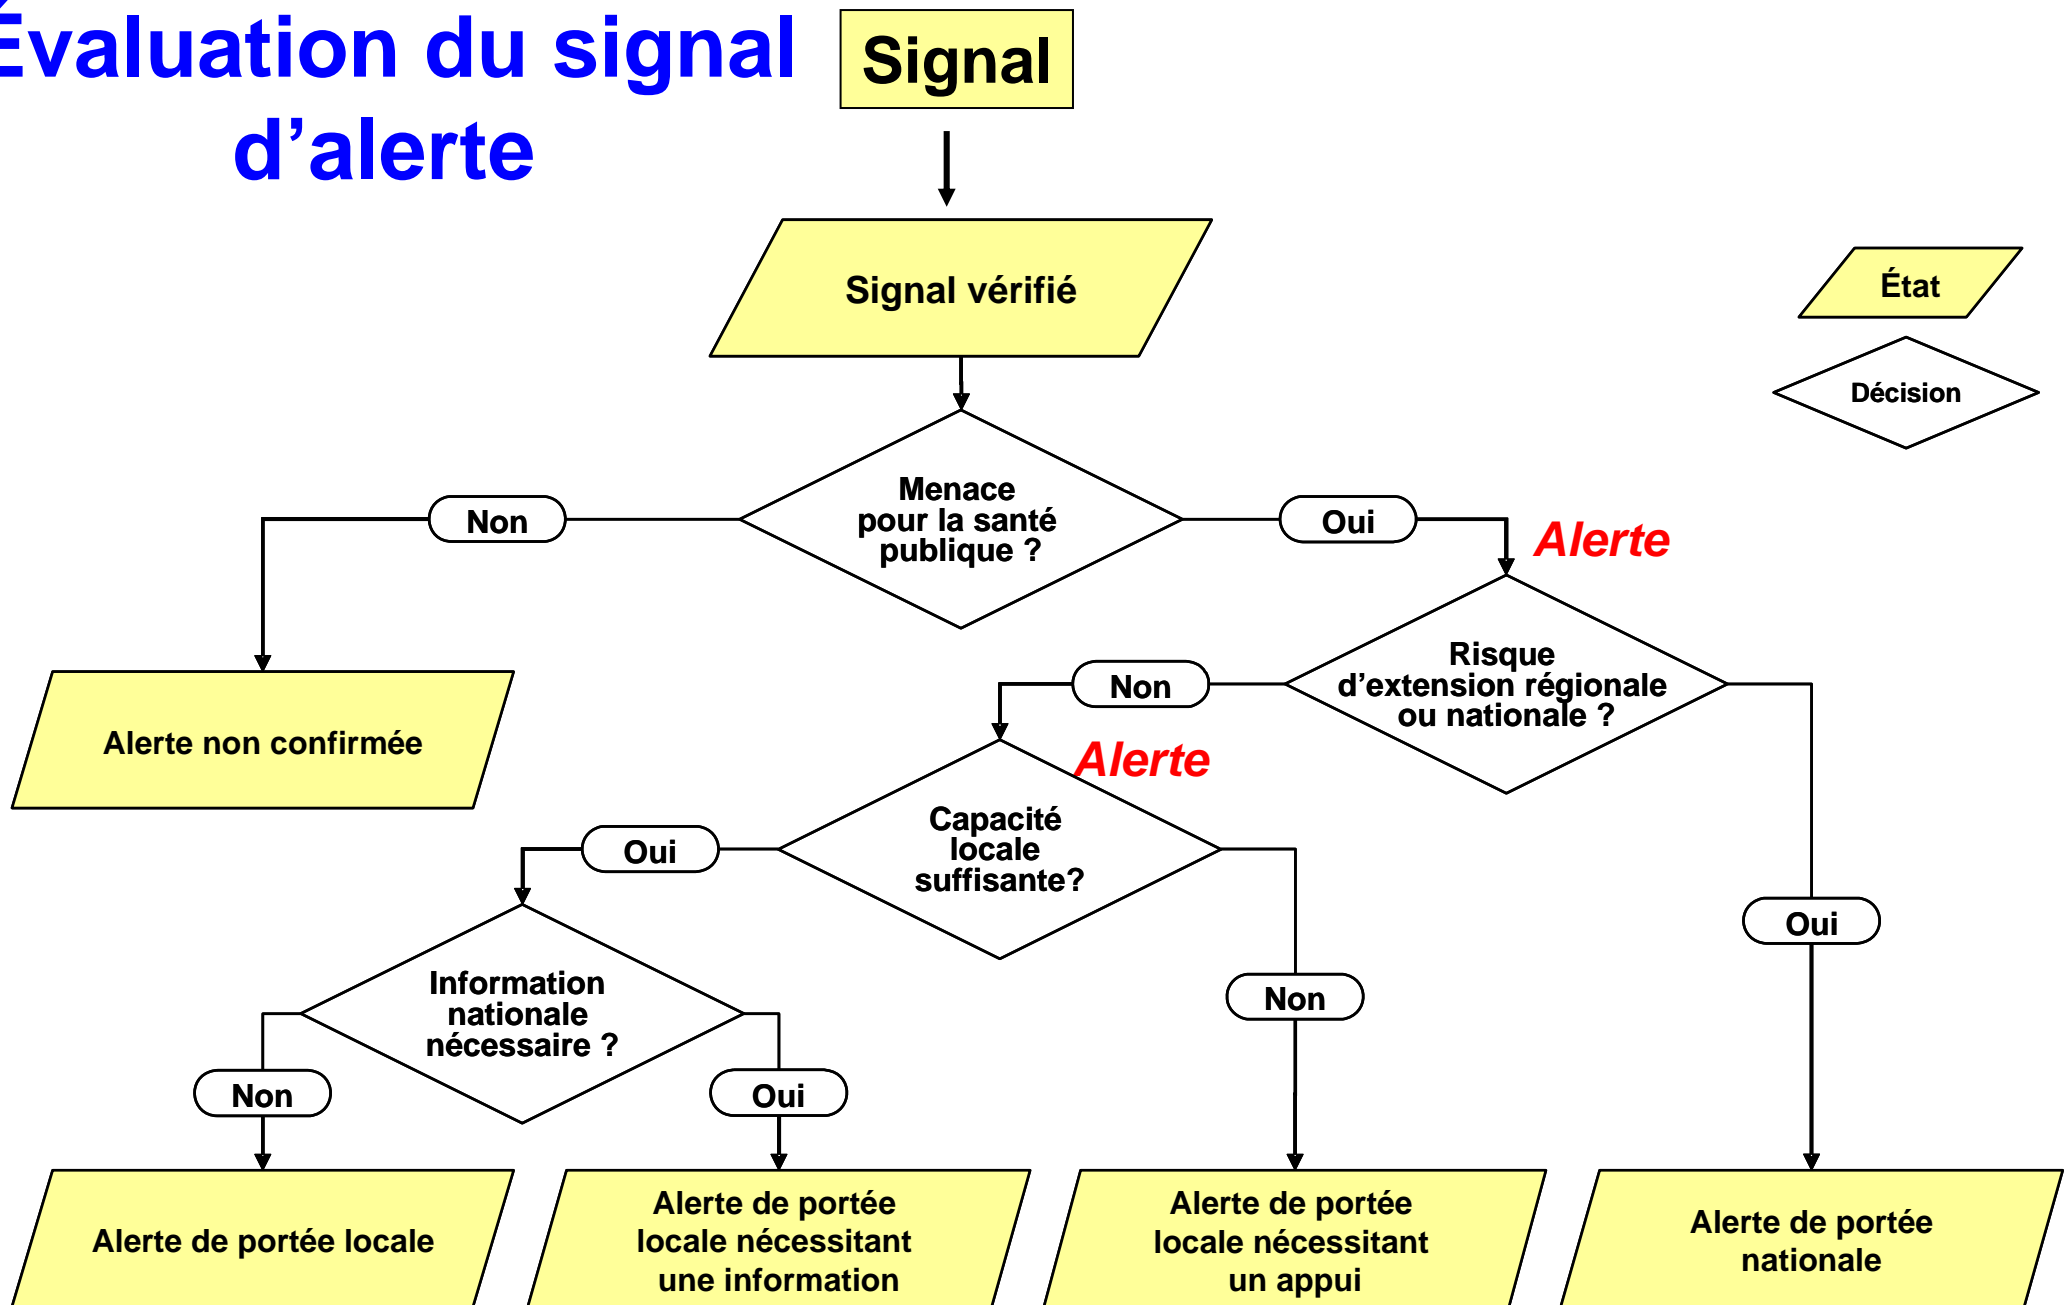 Évaluation du signal
d’alerte
Signal
Signal vérifié
État
Décision
Menace
pour la santé
publique ?
Non
Oui
Alerte
Risque
d’extension régionale
ou nationale ?
Non
Alerte non confirmée
Alerte
Capacité
locale
suffisante?
Oui
Oui
Information
nationale
nécessaire ?
Non
Non
Oui
Alerte de portée locale
Alerte de portée
locale nécessitant
une information
Alerte de portée
locale nécessitant
un appui
Alerte de portée
nationale